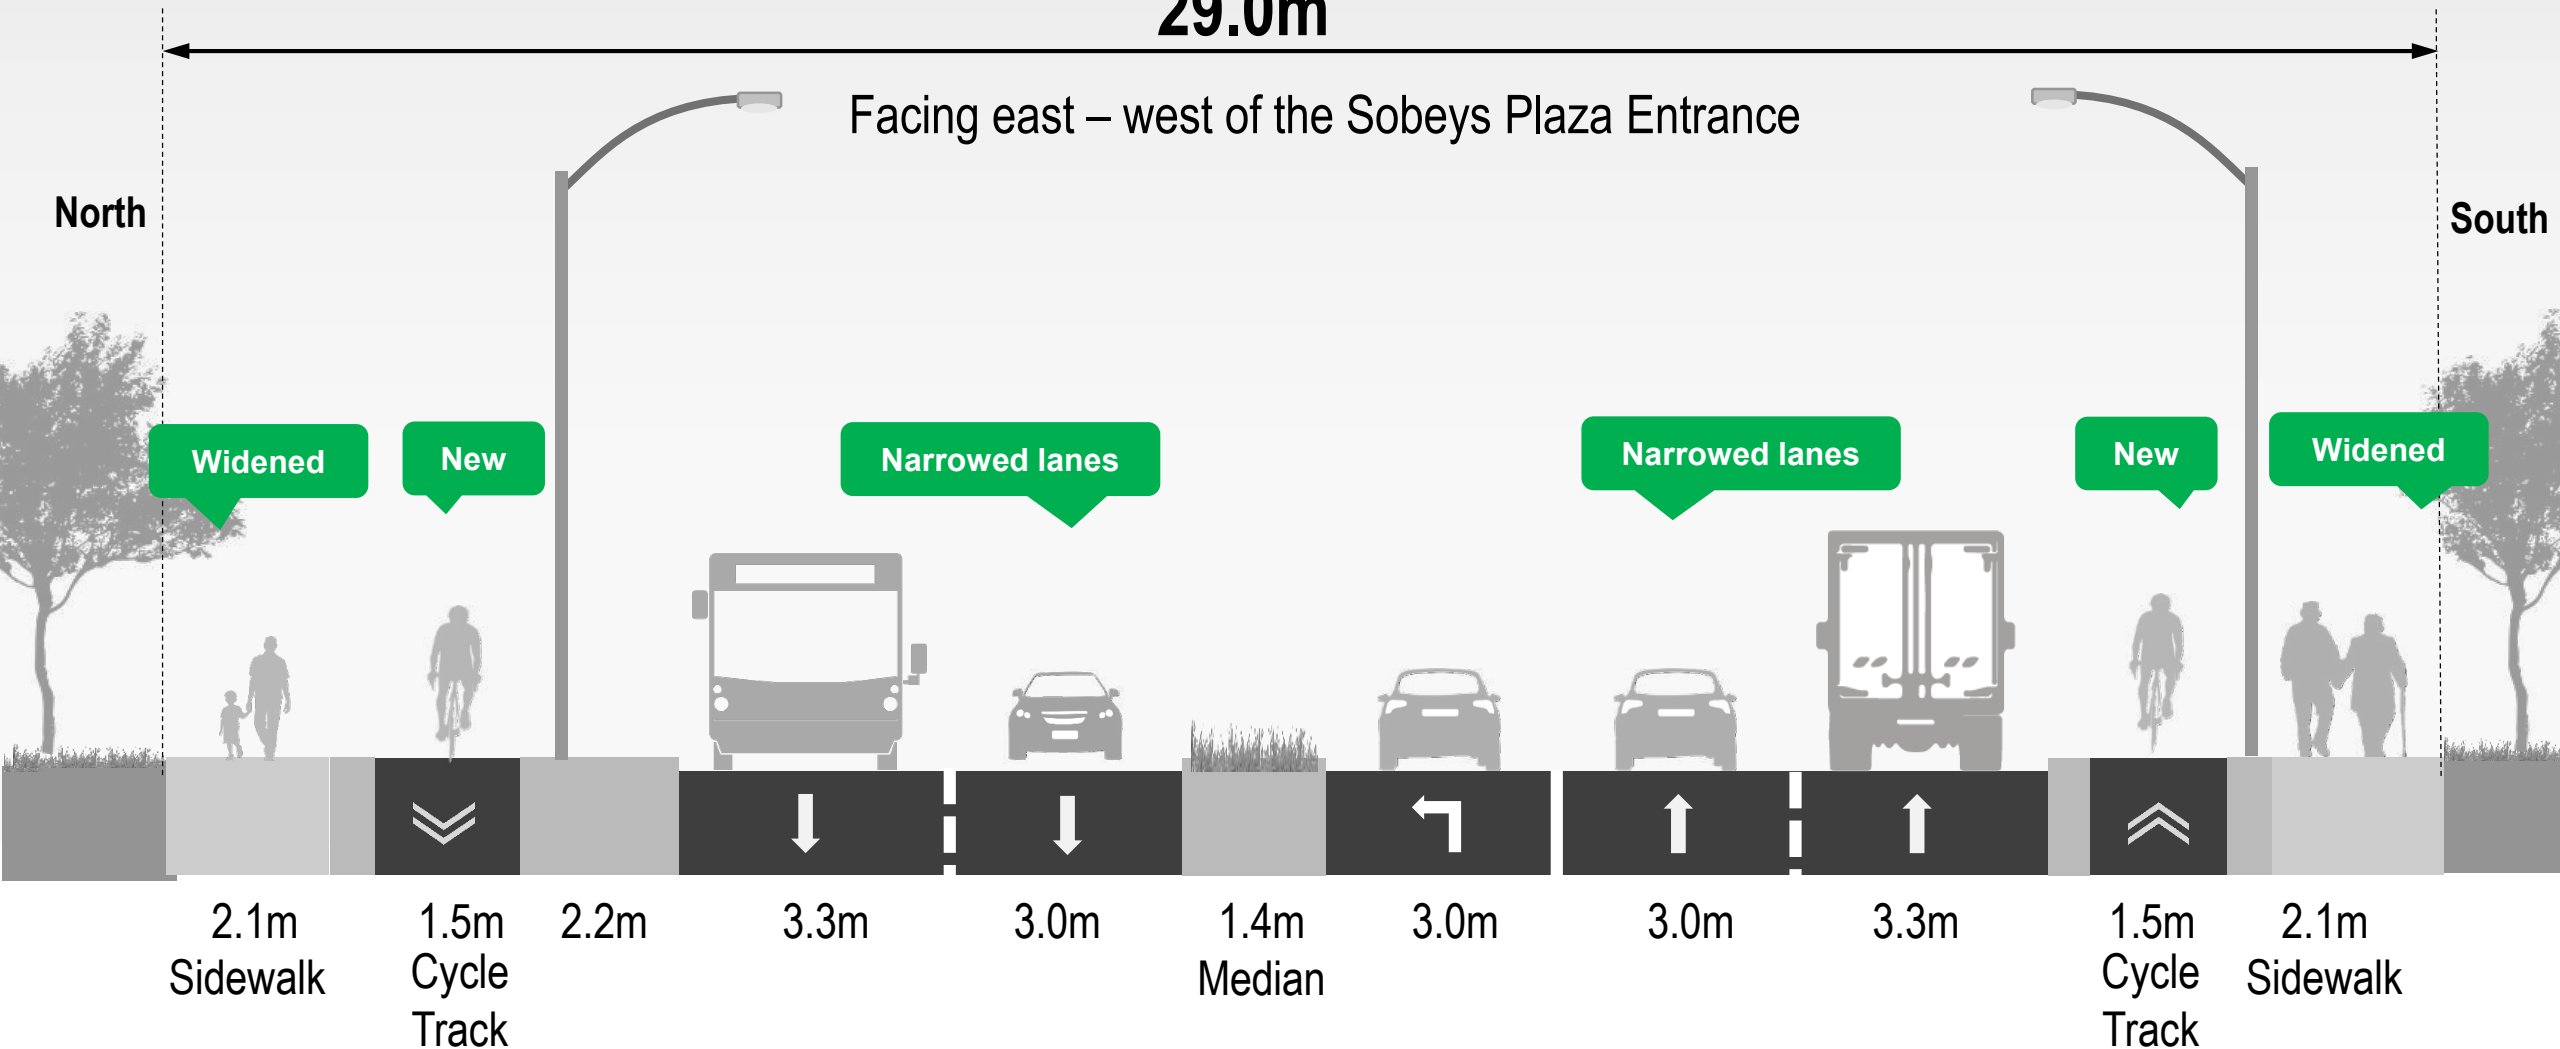 29.0m
Facing east – west of the Sobeys Plaza Entrance
North
South
Widened
New
Narrowed lanes
Narrowed lanes
New
Widened
2.1m
Sidewalk
1.5m
Cycle
Track
2.2m
3.3m
3.0m
1.4m
Median
3.0m
3.0m
3.3m
1.5m
Cycle
Track
2.1m
Sidewalk